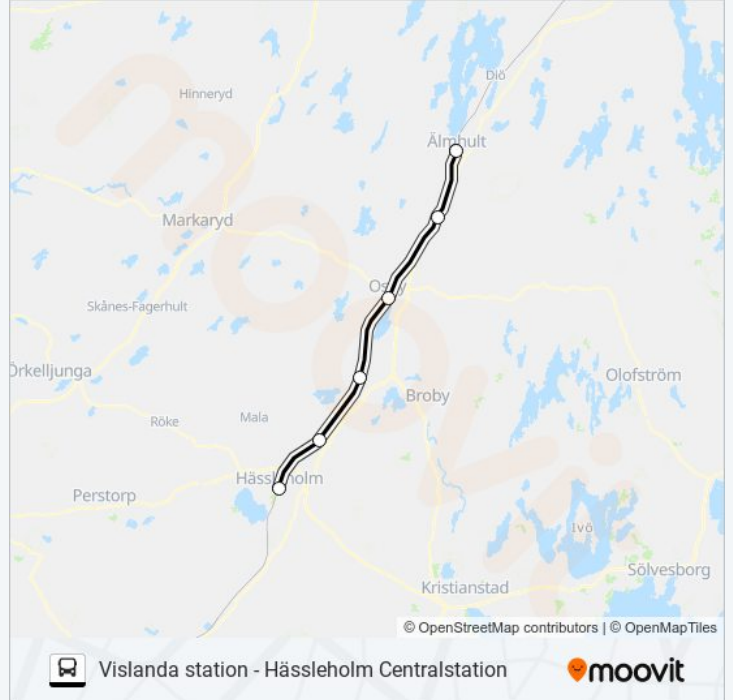 Diö
Hinneryd
Älmhult
Markaryd
Osby
Skånes-Fagerhult
Örkelljunga
Olofström
Broby
Mala
Röke
Hässleholm
Perstorp
Ivö
Sölvesborg
Kristianstad
© OpenStreetMap contributors | © OpenMapTiles
Vislanda station - Hässleholm Centralstation
moovit
moovit